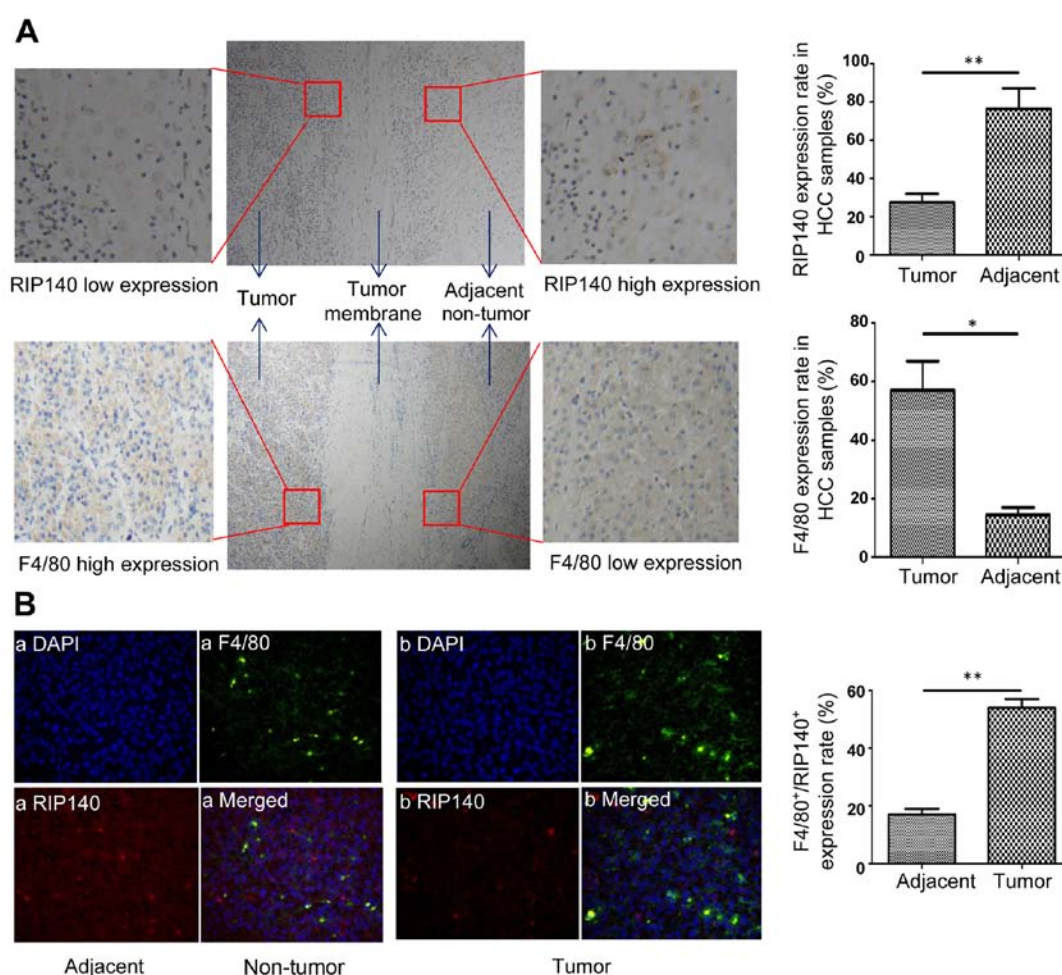 A
RIP140 low expression
RIP140 high expression
Tumor
Tumor
membrane
Adjacent
non-tumor
F4/80 high expression
F4/80 low expression
RIP140 expression rate in
HCC samples (%)
100
80
60
40
20
0
**
Tumor
Adjacent
F4/80 expression rate in
HCC samples (%)
80
60
40
20
0
*
Tumor
Adjacent
B
a DAPI
a F4/80
b DAPI
b F4/80
a RIP140
a Merged
b RIP140
b Merged
Adjacent
Non-tumor
Tumor
F4/80+/RIP140+
expression rate (%)
60
40
20
0
**
Adjacent
Tumor